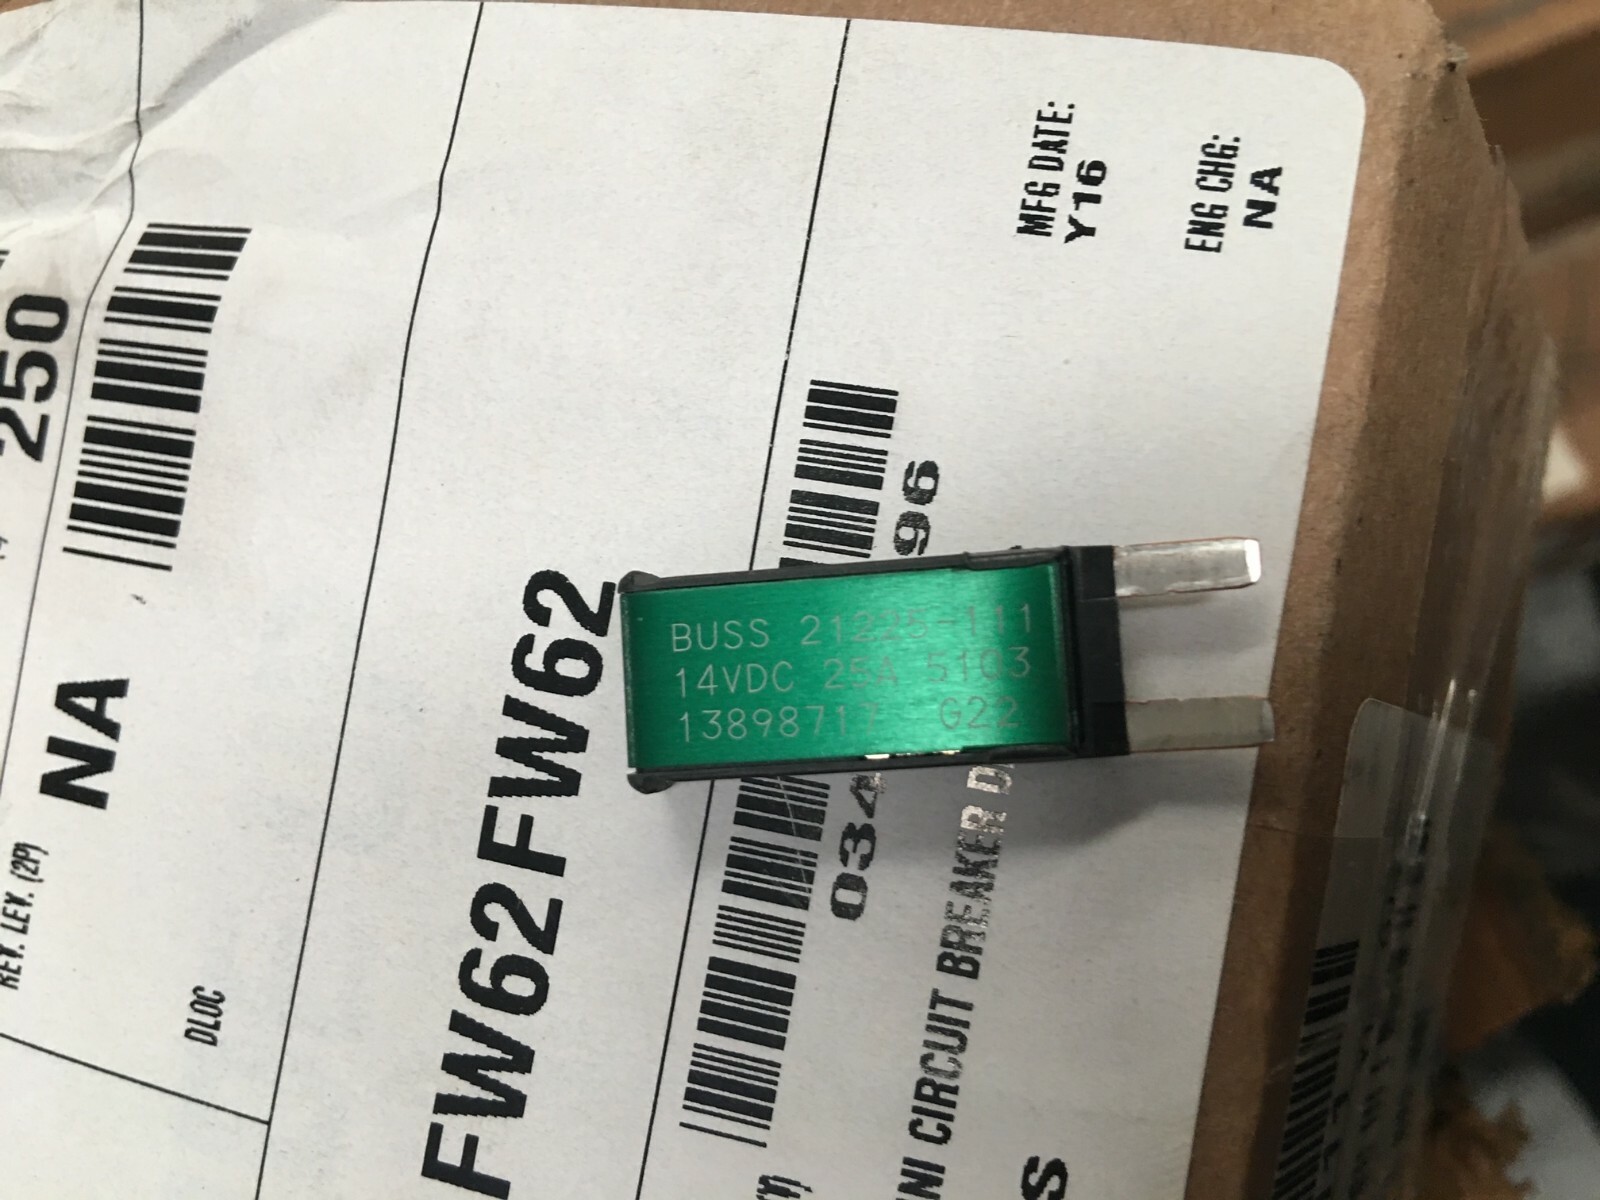 BUSS 21225-111
14VDC 25A 5103
13898717 G22
250
REV. LEV. (2P)
NA
DLOC
FW62FW62
034
96
NI CIRCUIT BREAKER
MFG DATE:
Y16
ENG CHG:
NA